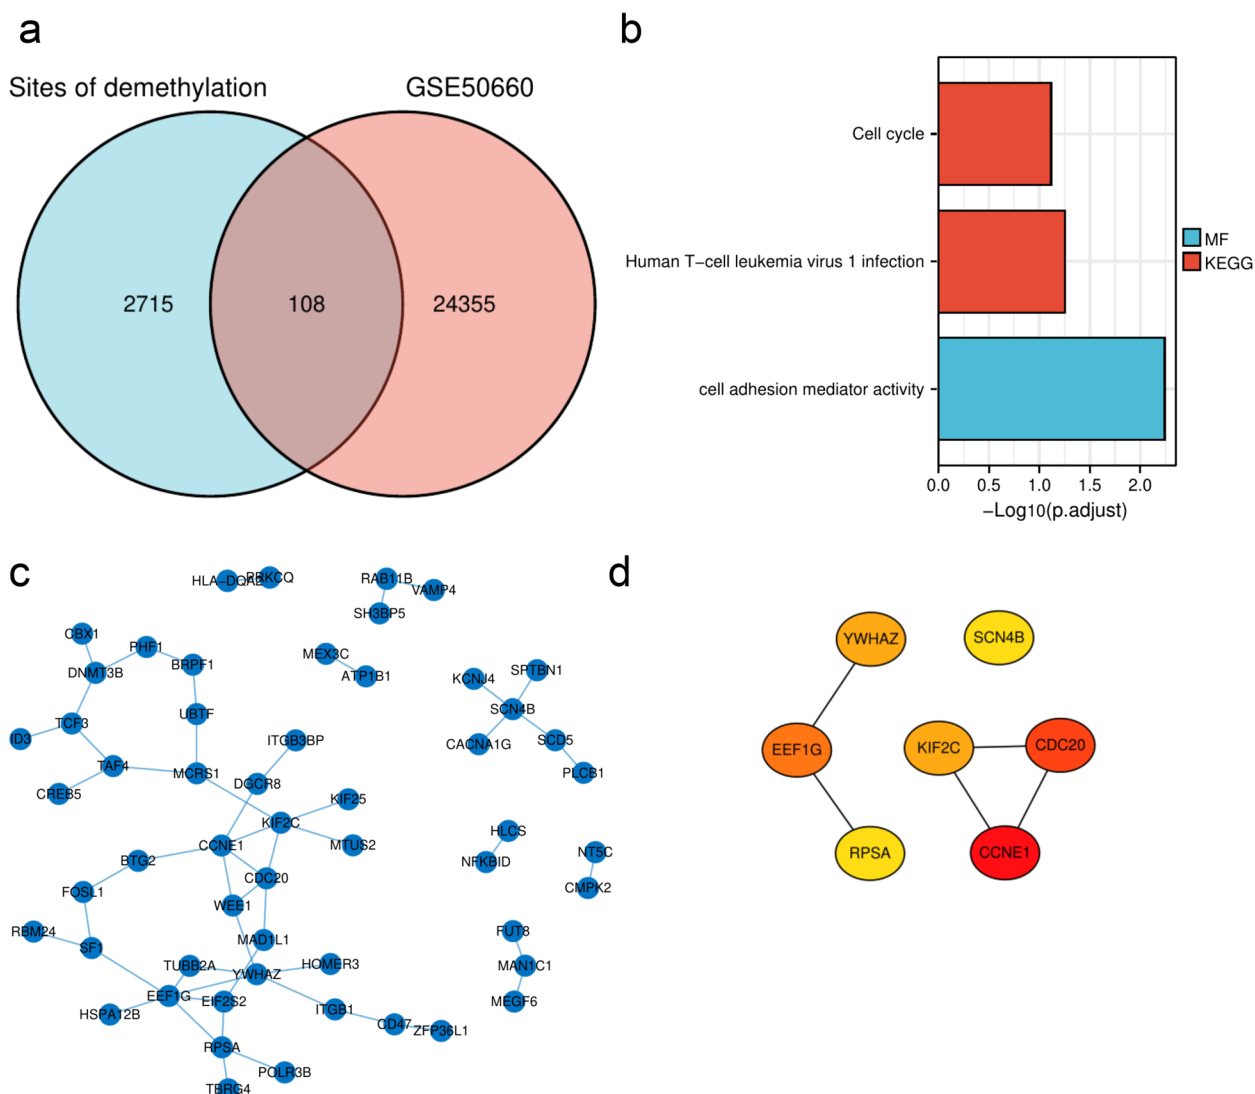 a
Sites of demethylation
GSE50660
2715
108
24355
b
Cell cycle
Human T−cell leukemia virus 1 infection
cell adhesion mediator activity
0.0
0.5
1.0
1.5
2.0
−Log10(p.adjust)
MF
KEGG
c
HLA−DQA2
PRKCQ
RAB11B
VAMP4
SH3BP5
CBX1
PHF1
BRPF1
DNMT3B
MEX3C
ATP1B1
KCNJ4
SPTBN1
SCN4B
UBTF
TCF3
ID3
ITGB3BP
CACNA1G
SCD5
PLCB1
TAF4
MCRS1
CREB5
DGCR8
KIF25
KIF2C
MTUS2
CCNE1
HLCS
NFKBID
NT5C
CMPK2
BTG2
CDC20
FOSL1
WEE1
RBM24
SF1
MAD1L1
FUT8
MAN1C1
MEGF6
TUBB2A
YWHAZ
HOMER3
EEF1G
EIF2S2
HSPA12B
ITGB1
CD47
ZFP36L1
RPSA
POLR3B
TBRG4
d
YWHAZ
SCN4B
EEF1G
KIF2C
CDC20
RPSA
CCNE1